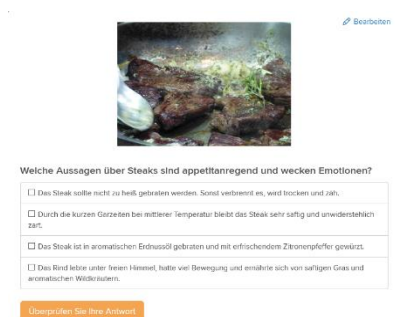 Bearbeiten
Welche Aussagen über Steaks sind appetitanregend und wecken Emotionen?
Das Steak sollte nicht zu heiß gebraten werden. Sonst verbrennt es, wird trocken und zäh.
Durch die kurzen Garzeiten bei mittlerer Temperatur bleibt das Steak sehr saftig und unwiderstehlich
zart.
Das Steak ist in aromatischen Erdnussöl gebraten und mit erfrischendem Zitronenpfeffer gewürzt.
Das Rind lebte unter freien Himmel, hatte viel Bewegung und ernährte sich von saftigen Gras und
aromatischen Wildkräutern.
Überprüfen Sie Ihre Antwort